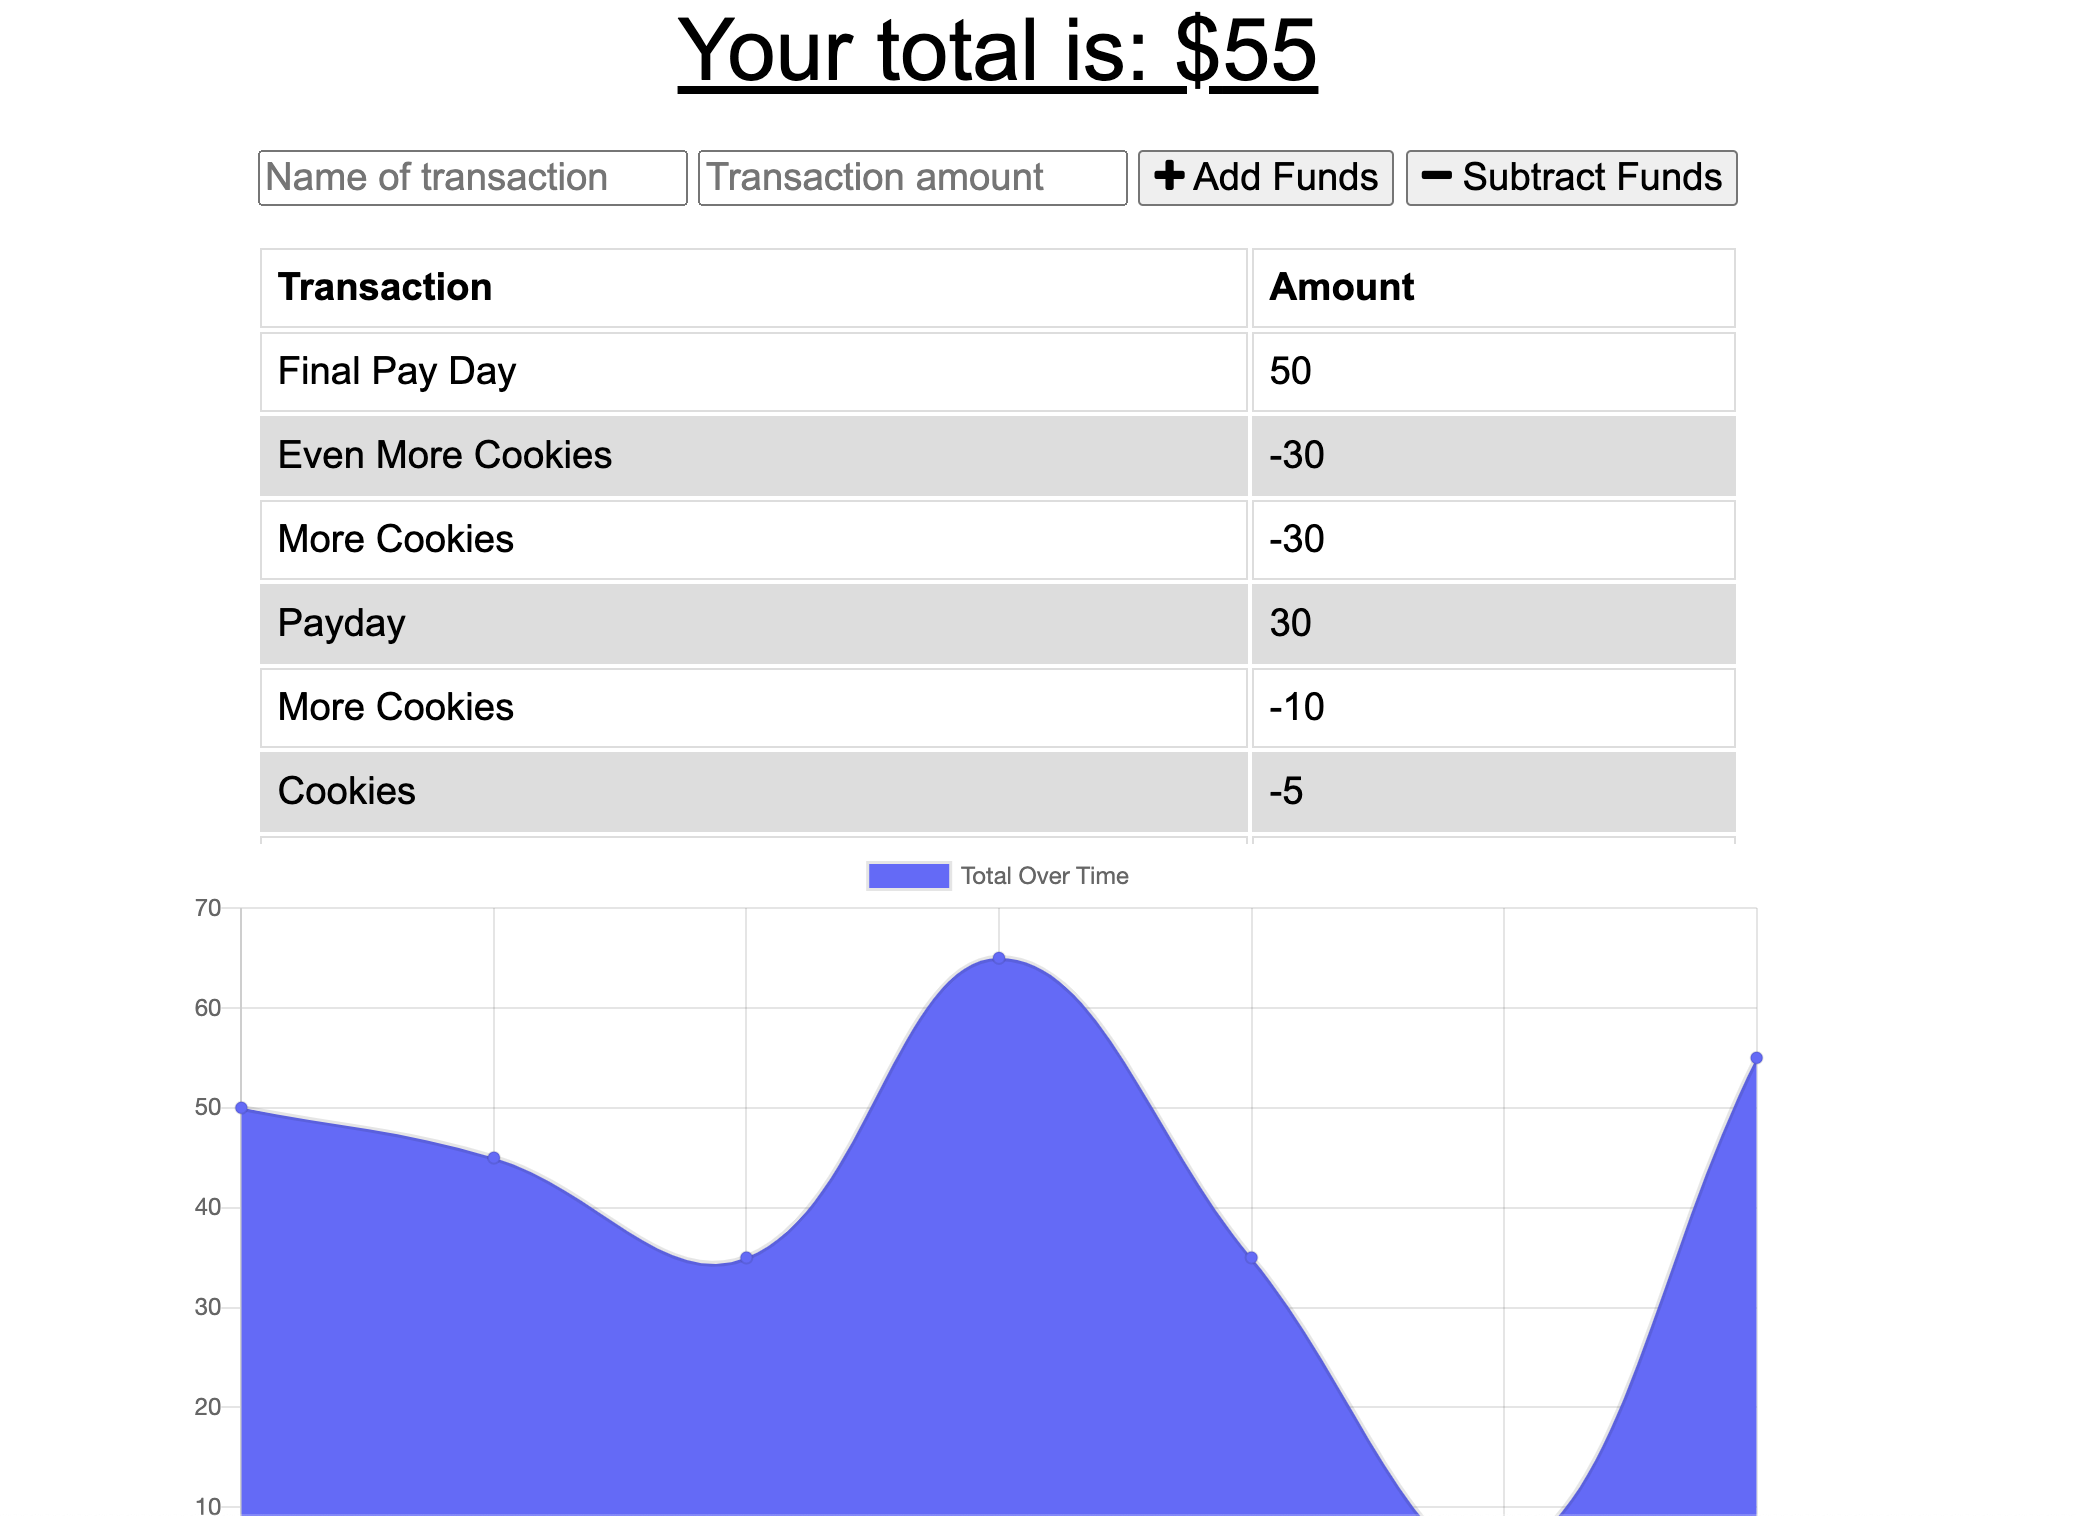 Your total is: $55
Name of transaction Transaction amount Add Funds Subtract Funds
Transaction Amount
Final Pay Day 50
Even More Cookies -30
More Cookies -30
Payday 30
More Cookies -10
Cookies -5
Total Over Time
70
60
50
40
30
20
10